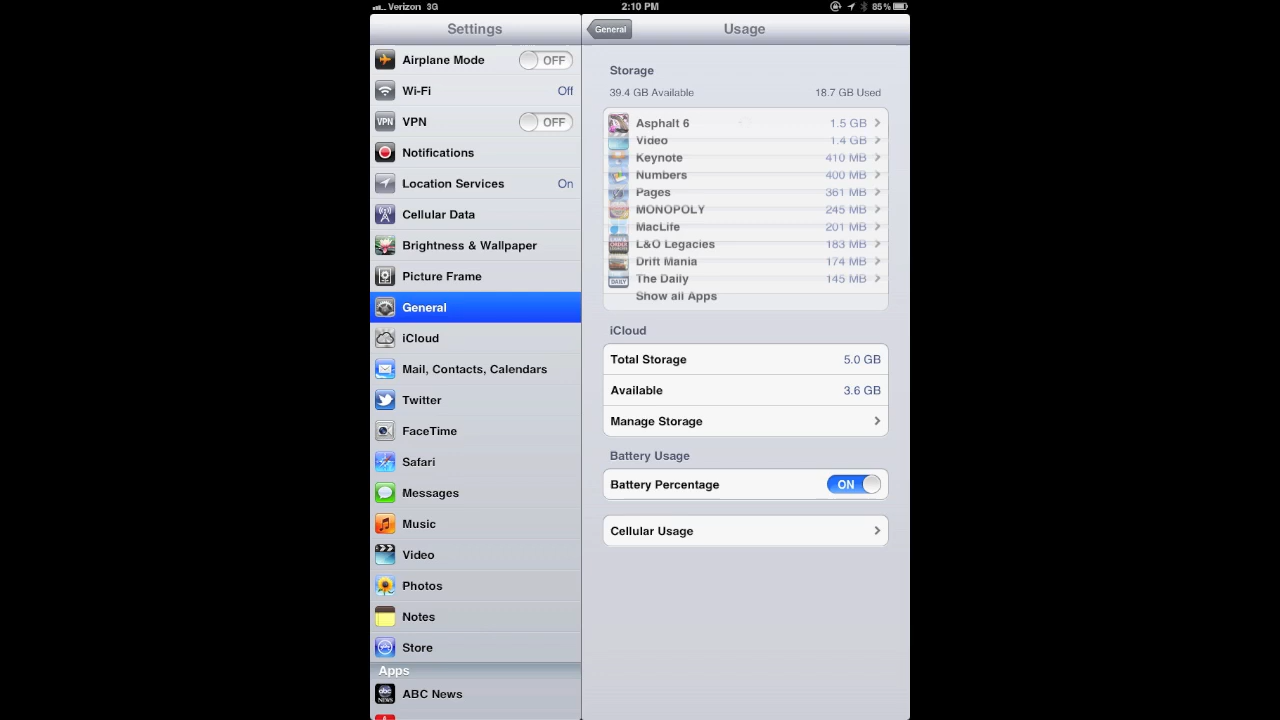 Verizon 3G 2:10 PM 85%
Settings
Airplane Mode OFF
Wi-Fi Off
VPN VPN OFF
Notifications
Location Services On
Cellular Data
Brightness & Wallpaper
Picture Frame
General
iCloud
Mail, Contacts, Calendars
Twitter
FaceTime
Safari
Messages
Music
Video
Photos
Notes
Store
Apps
abc NEWS ABC News
General Usage
Storage
39.4 GB Available 18.7 GB Used
Asphalt 6 1.5 GB
Video 1.4 GB
Keynote 410 MB
Numbers 400 MB
Pages 361 MB
MONOPOLY 245 MB
MacLife 201 MB
L&O Legacies 183 MB
Drift Mania 174 MB
DAILY The Daily 145 MB
Show all Apps
iCloud
Total Storage 5.0 GB
Available 3.6 GB
Manage Storage
Battery Usage
Battery Percentage ON
Cellular Usage